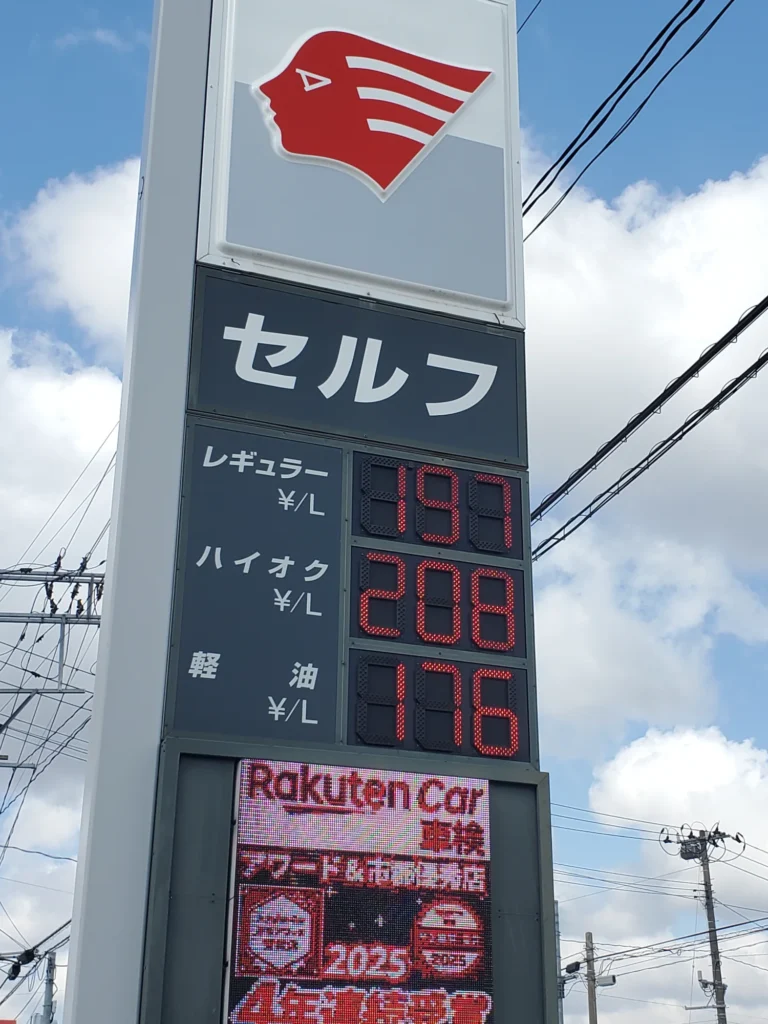 セルフ
レギュラー
¥/L
197
ハイオク
¥/L
208
軽油
¥/L
176
Rakuten Car
車検
アワード&市郡優秀店
2025
2025
4年連続受賞